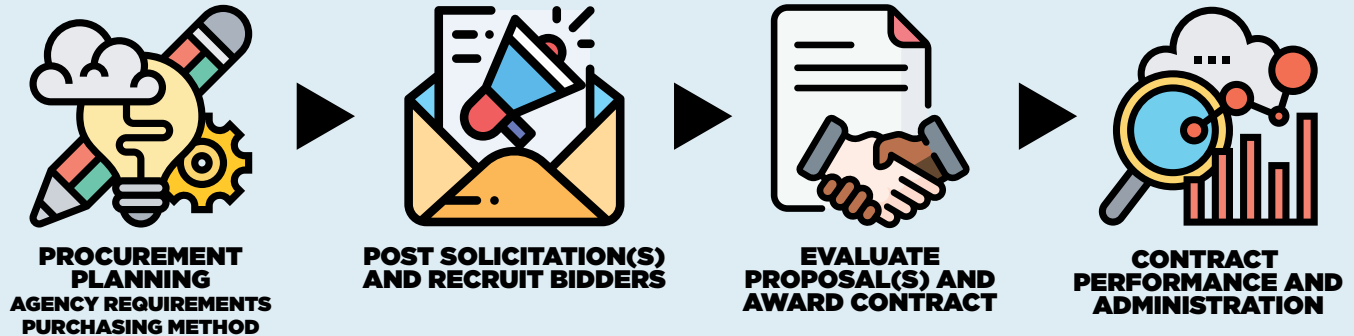 PROCUREMENT
PLANNING
AGENCY REQUIREMENTS
PURCHASING METHOD
POST SOLICITATION(S)
AND RECRUIT BIDDERS
EVALUATE
PROPOSAL(S) AND
AWARD CONTRACT
CONTRACT
PERFORMANCE AND
ADMINISTRATION